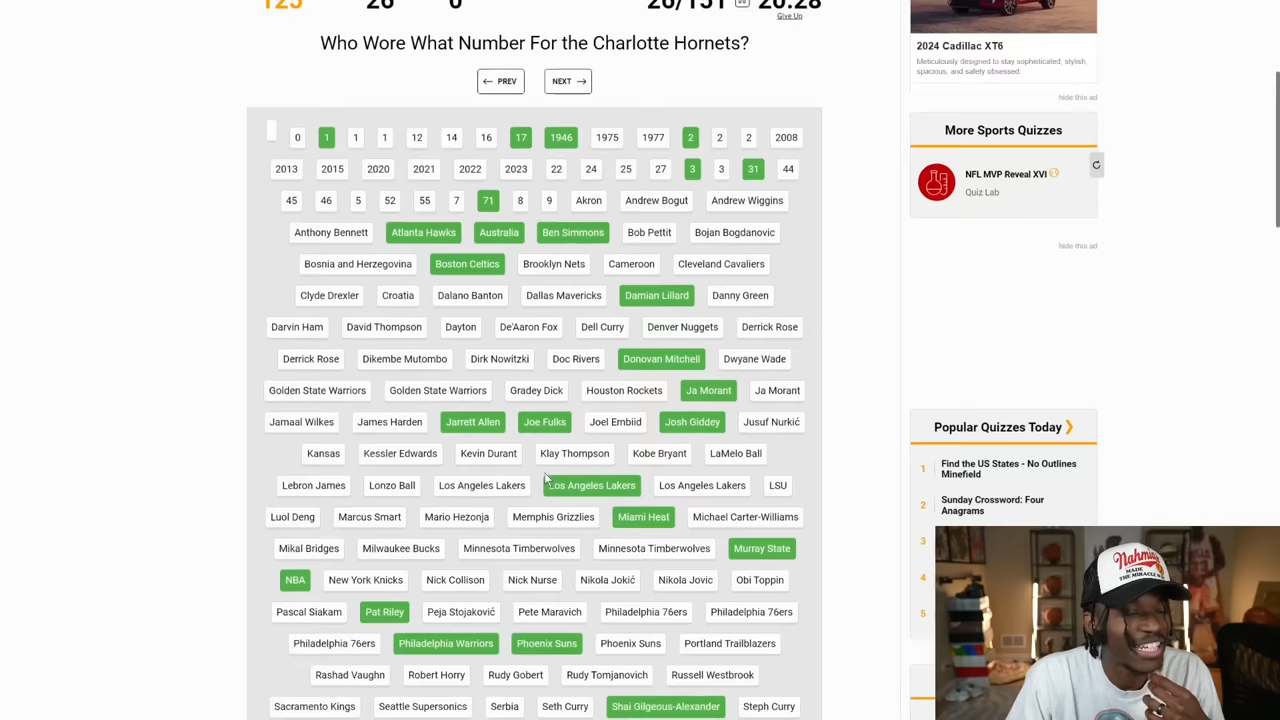 125 26 0 26/151 20:28
Give Up
Who Wore What Number For the Charlotte Hornets?
← PREV NEXT →
0 1 1 1 12 14 16 17 1946 1975 1977 2 2 2 2008
2013 2015 2020 2021 2022 2023 22 24 25 27 3 3 31 44
45 46 5 52 55 7 71 8 9 Akron Andrew Bogut Andrew Wiggins
Anthony Bennett Atlanta Hawks Australia Ben Simmons Bob Pettit Bojan Bogdanovic
Bosnia and Herzegovina Boston Celtics Brooklyn Nets Cameroon Cleveland Cavaliers
Clyde Drexler Croatia Dalano Banton Dallas Mavericks Damian Lillard Danny Green
Darvin Ham David Thompson Dayton De'Aaron Fox Dell Curry Denver Nuggets Derrick Rose
Derrick Rose Dikembe Mutombo Dirk Nowitzki Doc Rivers Donovan Mitchell Dwyane Wade
Golden State Warriors Golden State Warriors Gradey Dick Houston Rockets Ja Morant Ja Morant
Jamaal Wilkes James Harden Jarrett Allen Joe Fulks Joel Embiid Josh Giddey Jusuf Nurkić
Kansas Kessler Edwards Kevin Durant Klay Thompson Kobe Bryant LaMelo Ball
Lebron James Lonzo Ball Los Angeles Lakers Los Angeles Lakers Los Angeles Lakers LSU
Luol Deng Marcus Smart Mario Hezonja Memphis Grizzlies Miami Heat Michael Carter-Williams
Mikal Bridges Milwaukee Bucks Minnesota Timberwolves Minnesota Timberwolves Murray State
NBA New York Knicks Nick Collison Nick Nurse Nikola Jokić Nikola Jovic Obi Toppin
Pascal Siakam Pat Riley Peja Stojaković Pete Maravich Philadelphia 76ers Philadelphia 76ers
Philadelphia 76ers Philadelphia Warriors Phoenix Suns Phoenix Suns Portland Trailblazers
Rashad Vaughn Robert Horry Rudy Gobert Rudy Tomjanovich Russell Westbrook
Sacramento Kings Seattle Supersonics Serbia Seth Curry Shai Gilgeous-Alexander Steph Curry
2024 Cadillac XT6
Meticulously designed to stay sophisticated, stylish,
spacious, and safety obsessed.
hide this ad
More Sports Quizzes
NFL MVP Reveal XVI
Quiz Lab
hide this ad
Popular Quizzes Today ❯
1 Find the US States - No Outlines
Minefield
2 Sunday Crossword: Four
Anagrams
3
4
5
Nahmias
MADE
THE MIRACLE